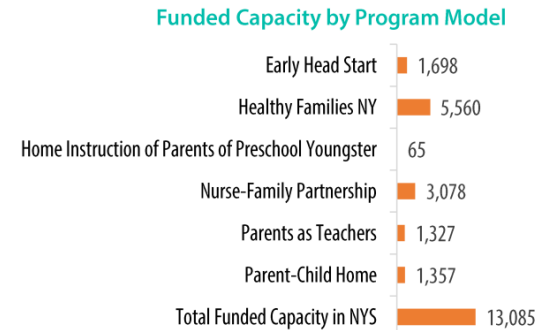 Funded Capacity by Program Model
Early Head Start 1,698
Healthy Families NY 5,560
Home Instruction of Parents of Preschool Youngster 65
Nurse-Family Partnership 3,078
Parents as Teachers 1,327
Parent-Child Home 1,357
Total Funded Capacity in NYS 13,085